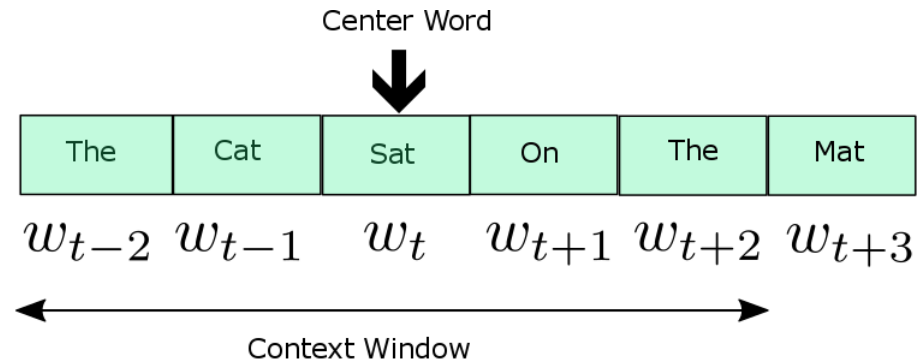 Center Word
The Cat Sat On The Mat
w_{t-2} w_{t-1} w_t w_{t+1} w_{t+2} w_{t+3}
Context Window